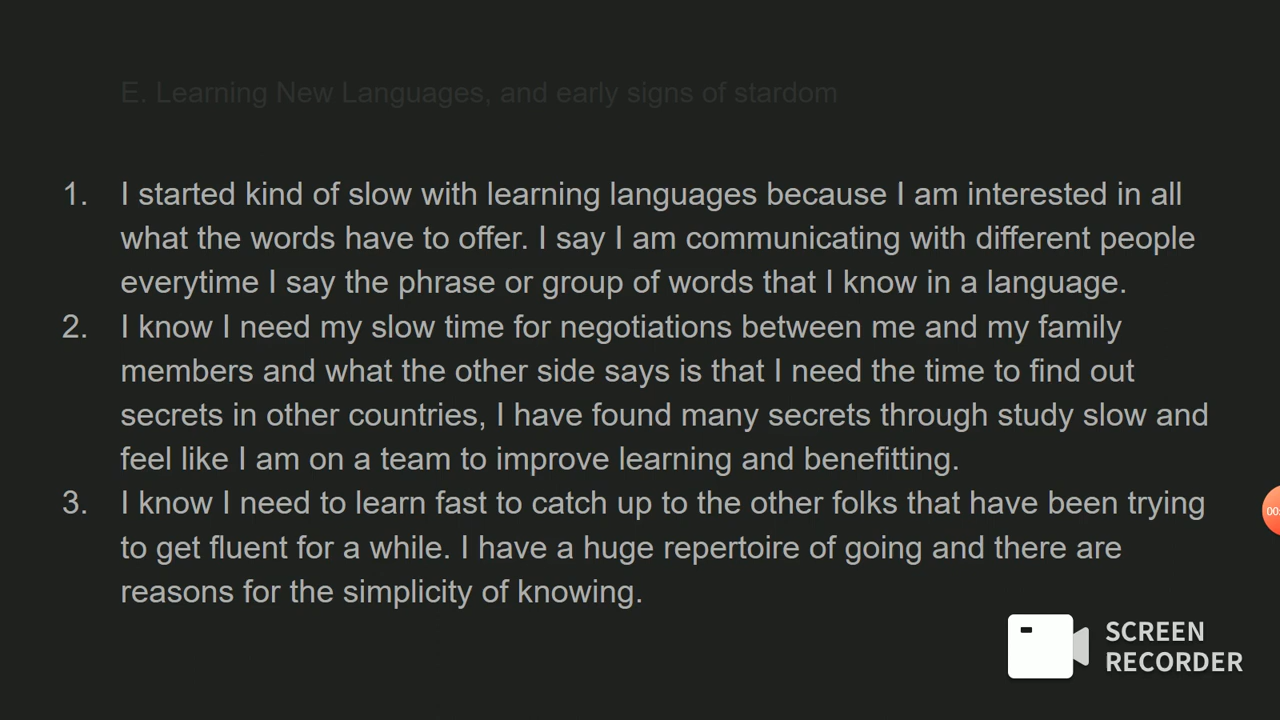 E. Learning New Languages, and early signs of stardom
1. I started kind of slow with learning languages because I am interested in all
what the words have to offer. I say I am communicating with different people
everytime I say the phrase or group of words that I know in a language.
2. I know I need my slow time for negotiations between me and my family
members and what the other side says is that I need the time to find out
secrets in other countries, I have found many secrets through study slow and
feel like I am on a team to improve learning and benefitting.
3. I know I need to learn fast to catch up to the other folks that have been trying
to get fluent for a while. I have a huge repertoire of going and there are
reasons for the simplicity of knowing.
SCREEN
RECORDER